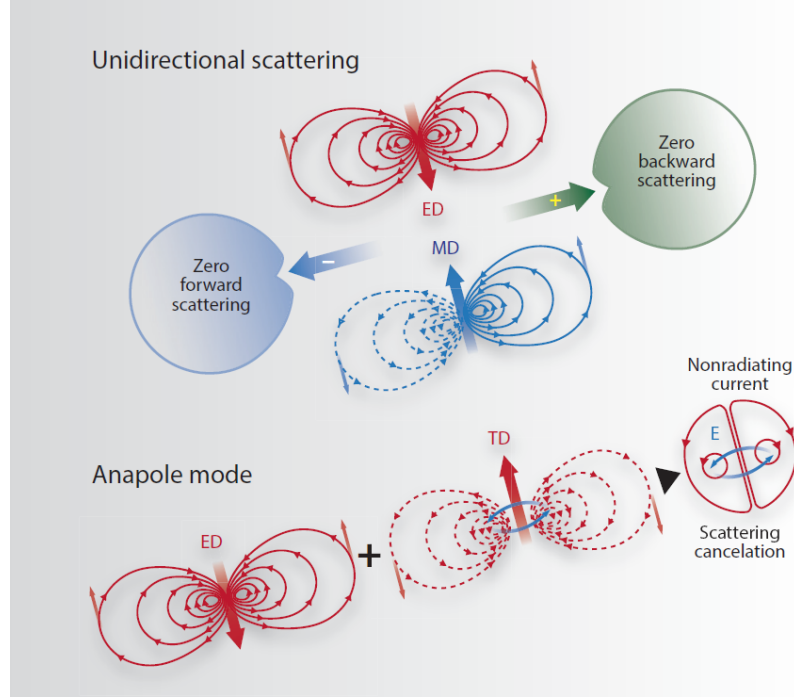 Unidirectional scattering
Zero
backward
scattering
ED
+
MD
−
Zero
forward
scattering
Nonradiating
current
TD
E
Anapole mode
Scattering
cancelation
ED
+